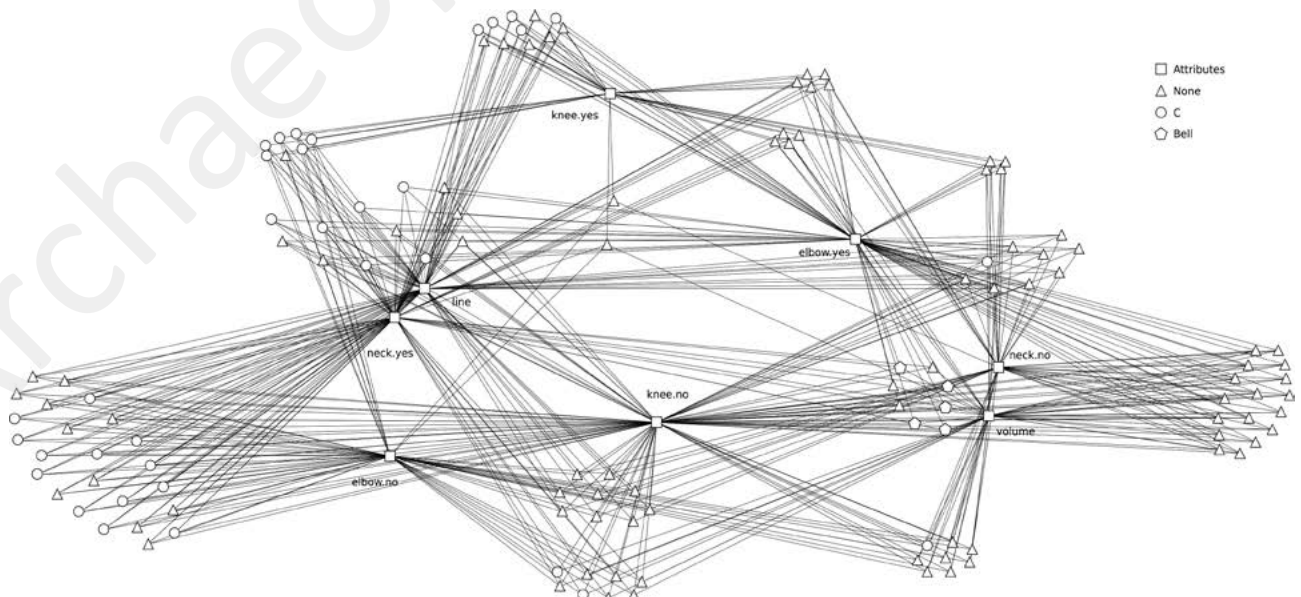 Attributes
None
C
Bell
knee.yes
elbow.yes
line
neck.yes
neck.no
knee.no
volume
elbow.no